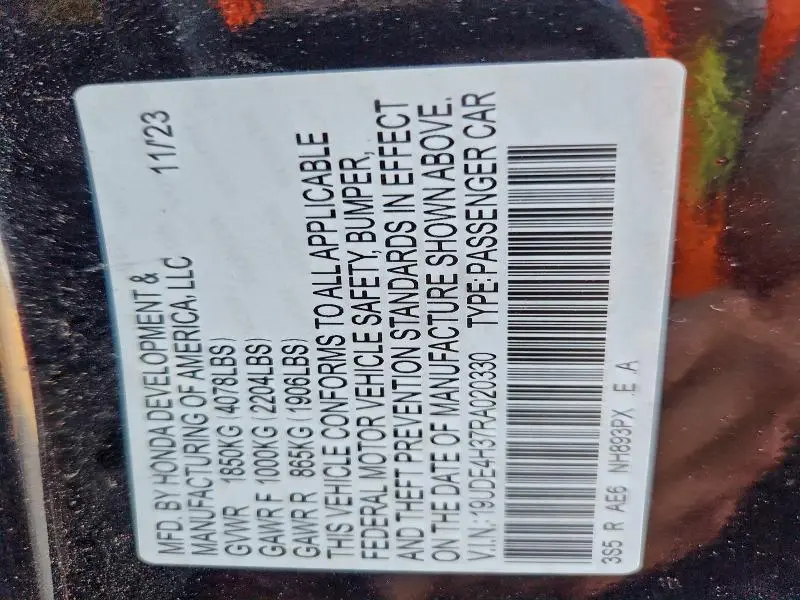 MFD. BY HONDA DEVELOPMENT & 11/'23
MANUFACTURING OF AMERICA, LLC
GVWR 1850KG(4078LBS)
GAWR F 1000KG(2204LBS)
GAWR R 865KG(1906LBS)
THIS VEHICLE CONFORMS TO ALL APPLICABLE
FEDERAL MOTOR VEHICLE SAFETY, BUMPER,
AND THEFT PREVENTION STANDARDS IN EFFECT
ON THE DATE OF MANUFACTURE SHOWN ABOVE.
V.I.N.:19UDE4H37RA020330 TYPE:PASSENGER CAR
3S5 R AE6 NH893PX E A